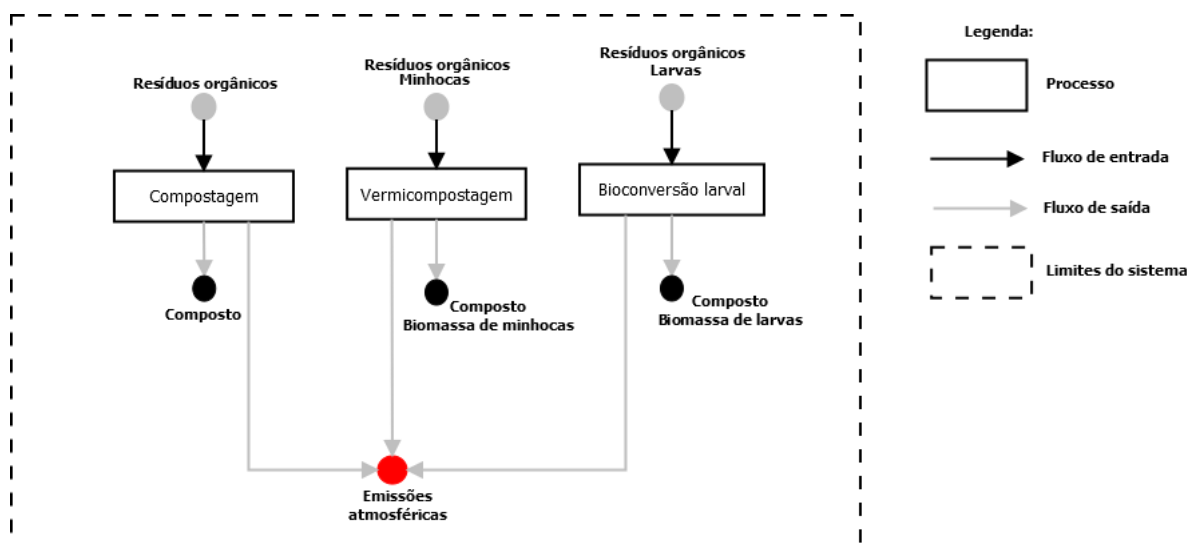 Resíduos orgânicos
Compostagem
Composto
Resíduos orgânicos
Minhocas
Vermicompostagem
Composto
Biomassa de minhocas
Resíduos orgânicos
Larvas
Bioconversão larval
Composto
Biomassa de larvas
Emissões
atmosféricas
Legenda:
Processo
Fluxo de entrada
Fluxo de saída
Limites do sistema